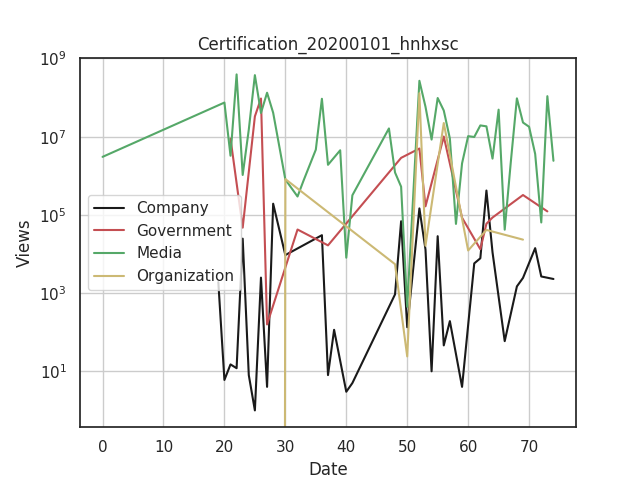 Certification_20200101_hnhxsc
10^9
10^7
10^5
10^3
10^1
Views
Company
Government
Media
Organization
0 10 20 30 40 50 60 70
Date